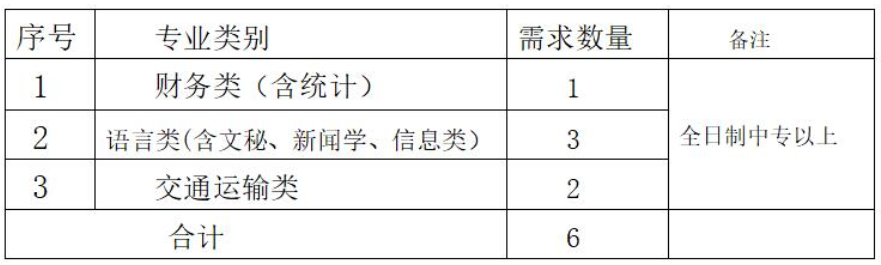 序号 专业类别 需求数量 备注
1 财务类（含统计） 1
2 语言类(含文秘、新闻学、信息类） 3 全日制中专以上
3 交通运输类 2
合计 6